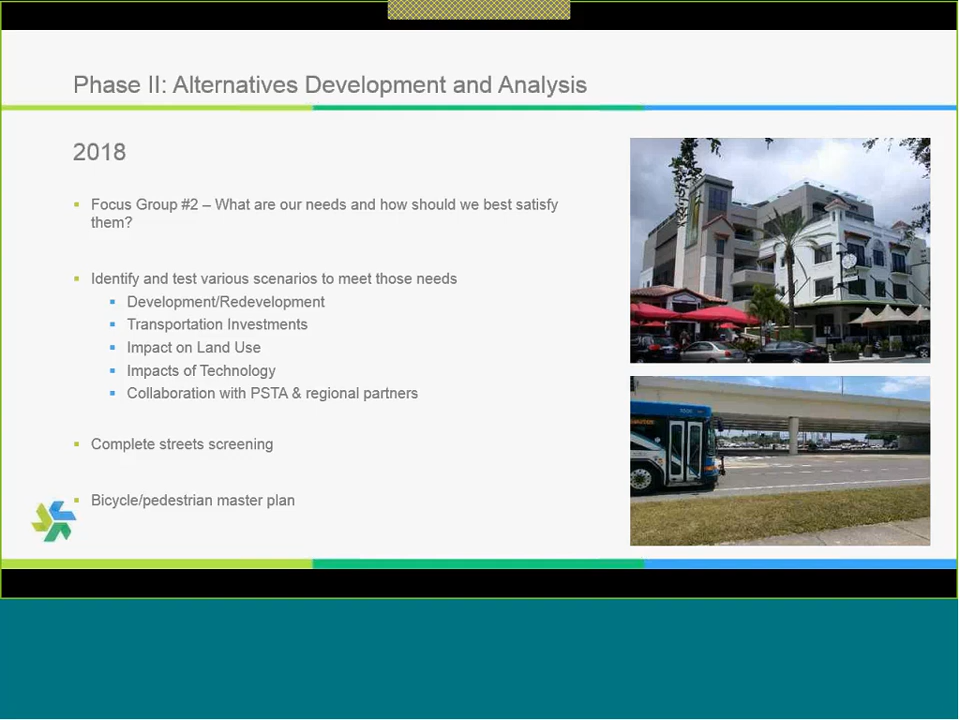 Phase II: Alternatives Development and Analysis
2018
Focus Group #2 – What are our needs and how should we best satisfy
them?
Identify and test various scenarios to meet those needs
Development/Redevelopment
Transportation Investments
Impact on Land Use
Impacts of Technology
Collaboration with PSTA & regional partners
Complete streets screening
Bicycle/pedestrian master plan